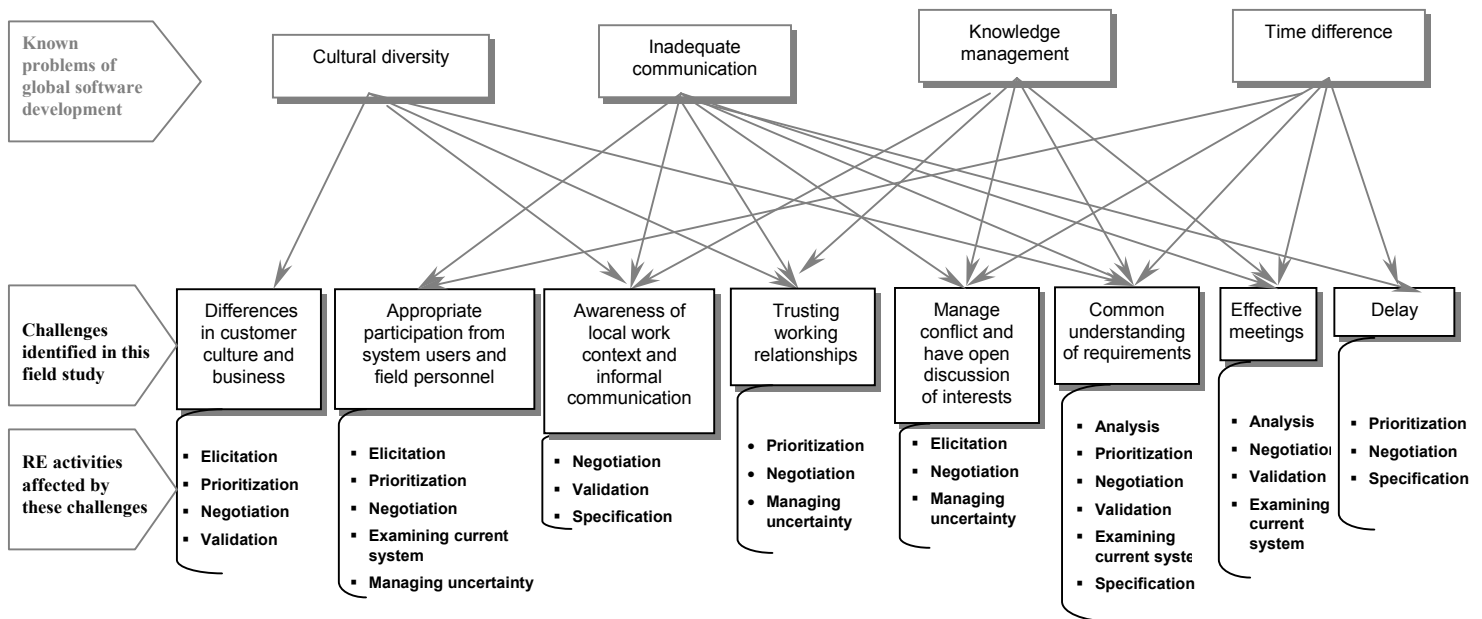 Known
problems of
global software
development
Cultural diversity
Inadequate
communication
Knowledge
management
Time difference
Challenges
identified in this
field study
Differences
in customer
culture and
business
Appropriate
participation from
system users and
field personnel
Awareness of
local work
context and
informal
communication
Trusting
working
relationships
Manage
conflict and
have open
discussion
of interests
Common
understanding
of requirements
Effective
meetings
Delay
RE activities
affected by
these challenges
▪ Elicitation
▪ Prioritization
▪ Negotiation
▪ Validation
▪ Elicitation
▪ Prioritization
▪ Negotiation
▪ Examining current
system
▪ Managing uncertainty
▪ Negotiation
▪ Validation
▪ Specification
• Prioritization
• Negotiation
• Managing
uncertainty
▪ Elicitation
▪ Negotiation
▪ Managing
uncertainty
▪ Analysis
▪ Prioritization
▪ Negotiation
▪ Validation
▪ Examining
current syste
▪ Specification
▪ Analysis
▪ Negotiation
▪ Validation
▪ Examining
current
system
▪ Prioritization
▪ Negotiation
▪ Specification